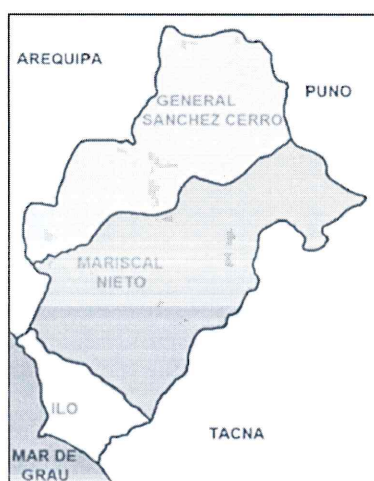 AREQUIPA
GENERAL
SANCHEZ CERRO
PUNO
MARISCAL
NIETO
ILO
TACNA
MAR DE
GRAU